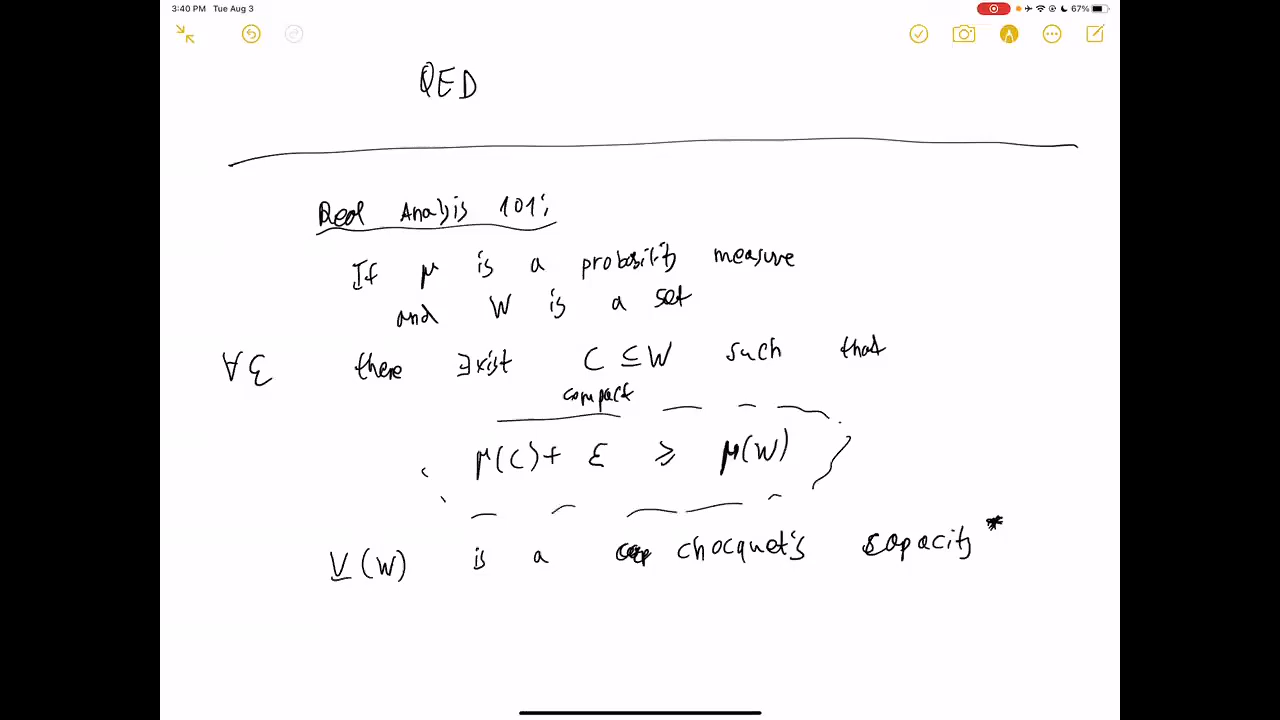 3:40 PM Tue Aug 3
67%
QED
Real Analysis 101:
If μ is a probability measure
and W is a set
∀ε there ∃xist C ⊆ W such that
compact
μ(C) + ε ≥ μ(W)
V(W) is a chocquet's capacity*